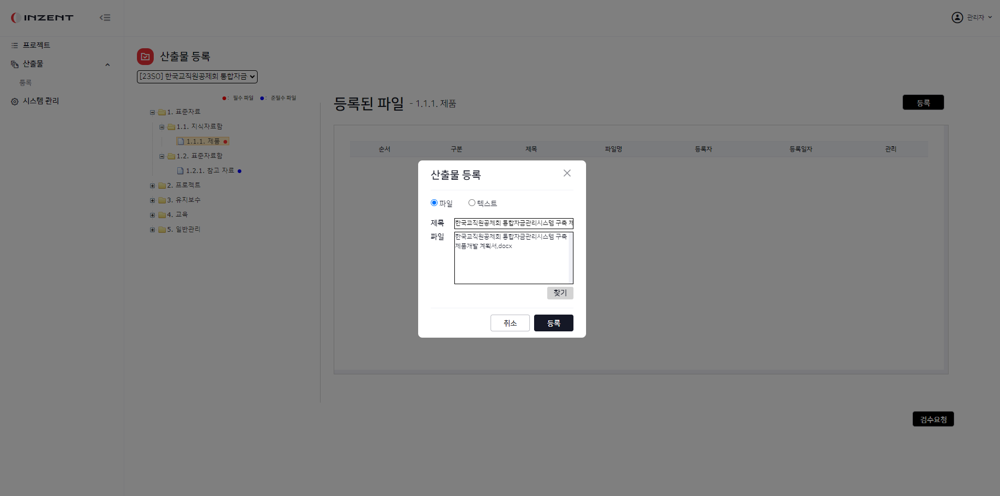 INZENT
관리자
프로젝트
산출물
등록
시스템 관리
산출물 등록
[23S0] 한국교직원공제회 통합자금
: 필수 파일 : 준필수 파일
1. 표준자료
1.1. 지식자료함
1.1.1. 제품
1.2. 표준자료함
1.2.1. 참고 자료
2. 프로젝트
3. 유지보수
4. 교육
5. 일반관리
등록된 파일 - 1.1.1. 제품
등록
순서 구분 제목 파일명 등록자 등록일자 관리
산출물 등록
파일 텍스트
제목 한국교직원공제회 통합자금관리시스템 구축 제
파일 한국교직원공제회 통합자금관리시스템 구축
제품개발 계획서.docx
찾기
취소 등록
검수요청